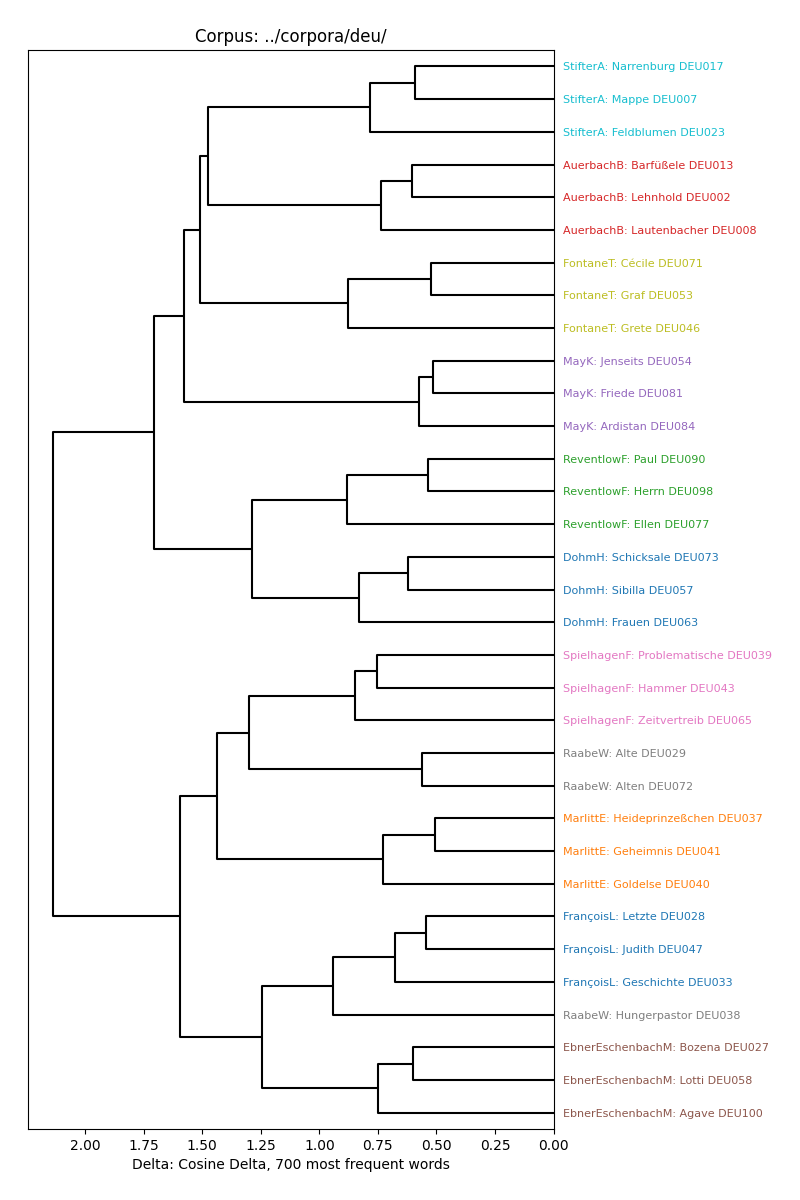 Corpus: ../corpora/deu/
StifterA: Narrenburg DEU017
StifterA: Mappe DEU007
StifterA: Feldblumen DEU023
AuerbachB: Barfüßele DEU013
AuerbachB: Lehnhold DEU002
AuerbachB: Lautenbacher DEU008
FontaneT: Cécile DEU071
FontaneT: Graf DEU053
FontaneT: Grete DEU046
MayK: Jenseits DEU054
MayK: Friede DEU081
MayK: Ardistan DEU084
ReventlowF: Paul DEU090
ReventlowF: Herrn DEU098
ReventlowF: Ellen DEU077
DohmH: Schicksale DEU073
DohmH: Sibilla DEU057
DohmH: Frauen DEU063
SpielhagenF: Problematische DEU039
SpielhagenF: Hammer DEU043
SpielhagenF: Zeitvertreib DEU065
RaabeW: Alte DEU029
RaabeW: Alten DEU072
MarlittE: Heideprinzeßchen DEU037
MarlittE: Geheimnis DEU041
MarlittE: Goldelse DEU040
FrançoisL: Letzte DEU028
FrançoisL: Judith DEU047
FrançoisL: Geschichte DEU033
RaabeW: Hungerpastor DEU038
EbnerEschenbachM: Bozena DEU027
EbnerEschenbachM: Lotti DEU058
EbnerEschenbachM: Agave DEU100
2.00 1.75 1.50 1.25 1.00 0.75 0.50 0.25 0.00
Delta: Cosine Delta, 700 most frequent words